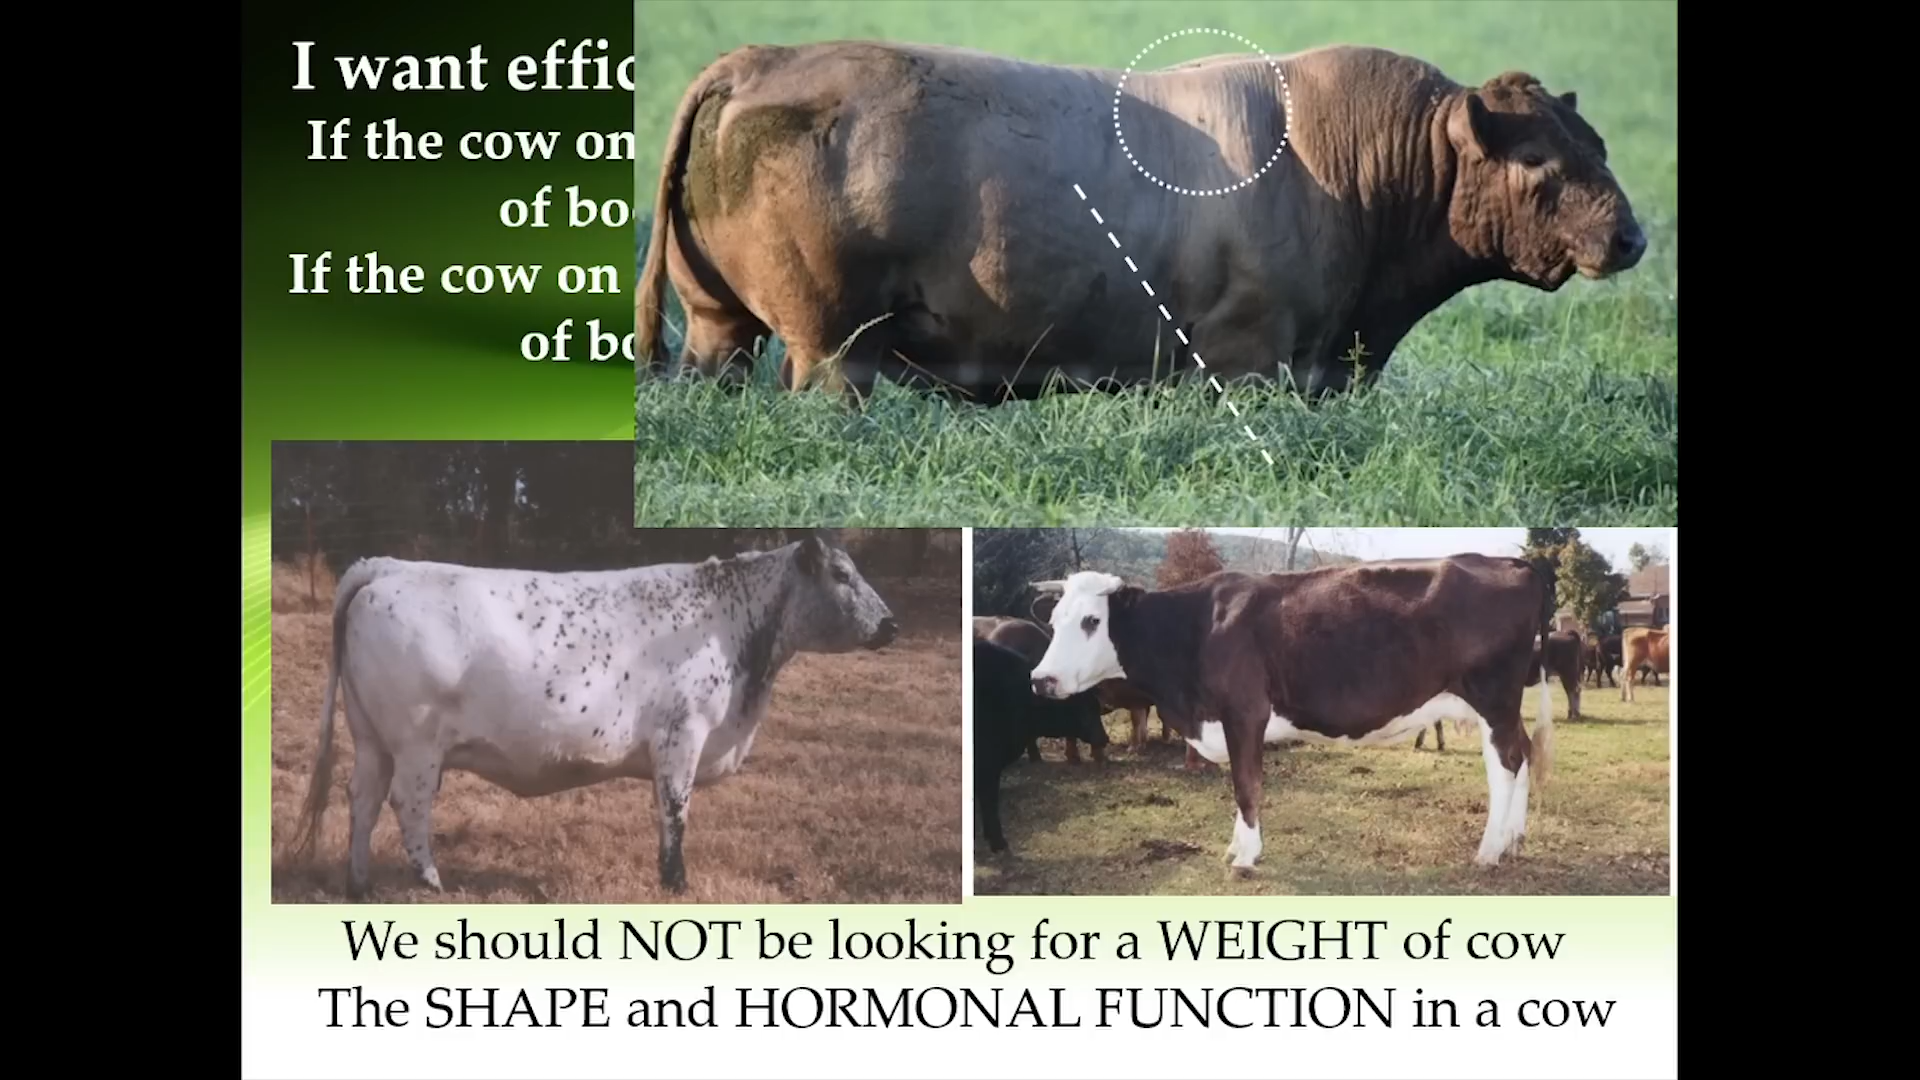 I want effic
If the cow on
of bo
If the cow on
of bo
We should NOT be looking for a WEIGHT of cow
The SHAPE and HORMONAL FUNCTION in a cow